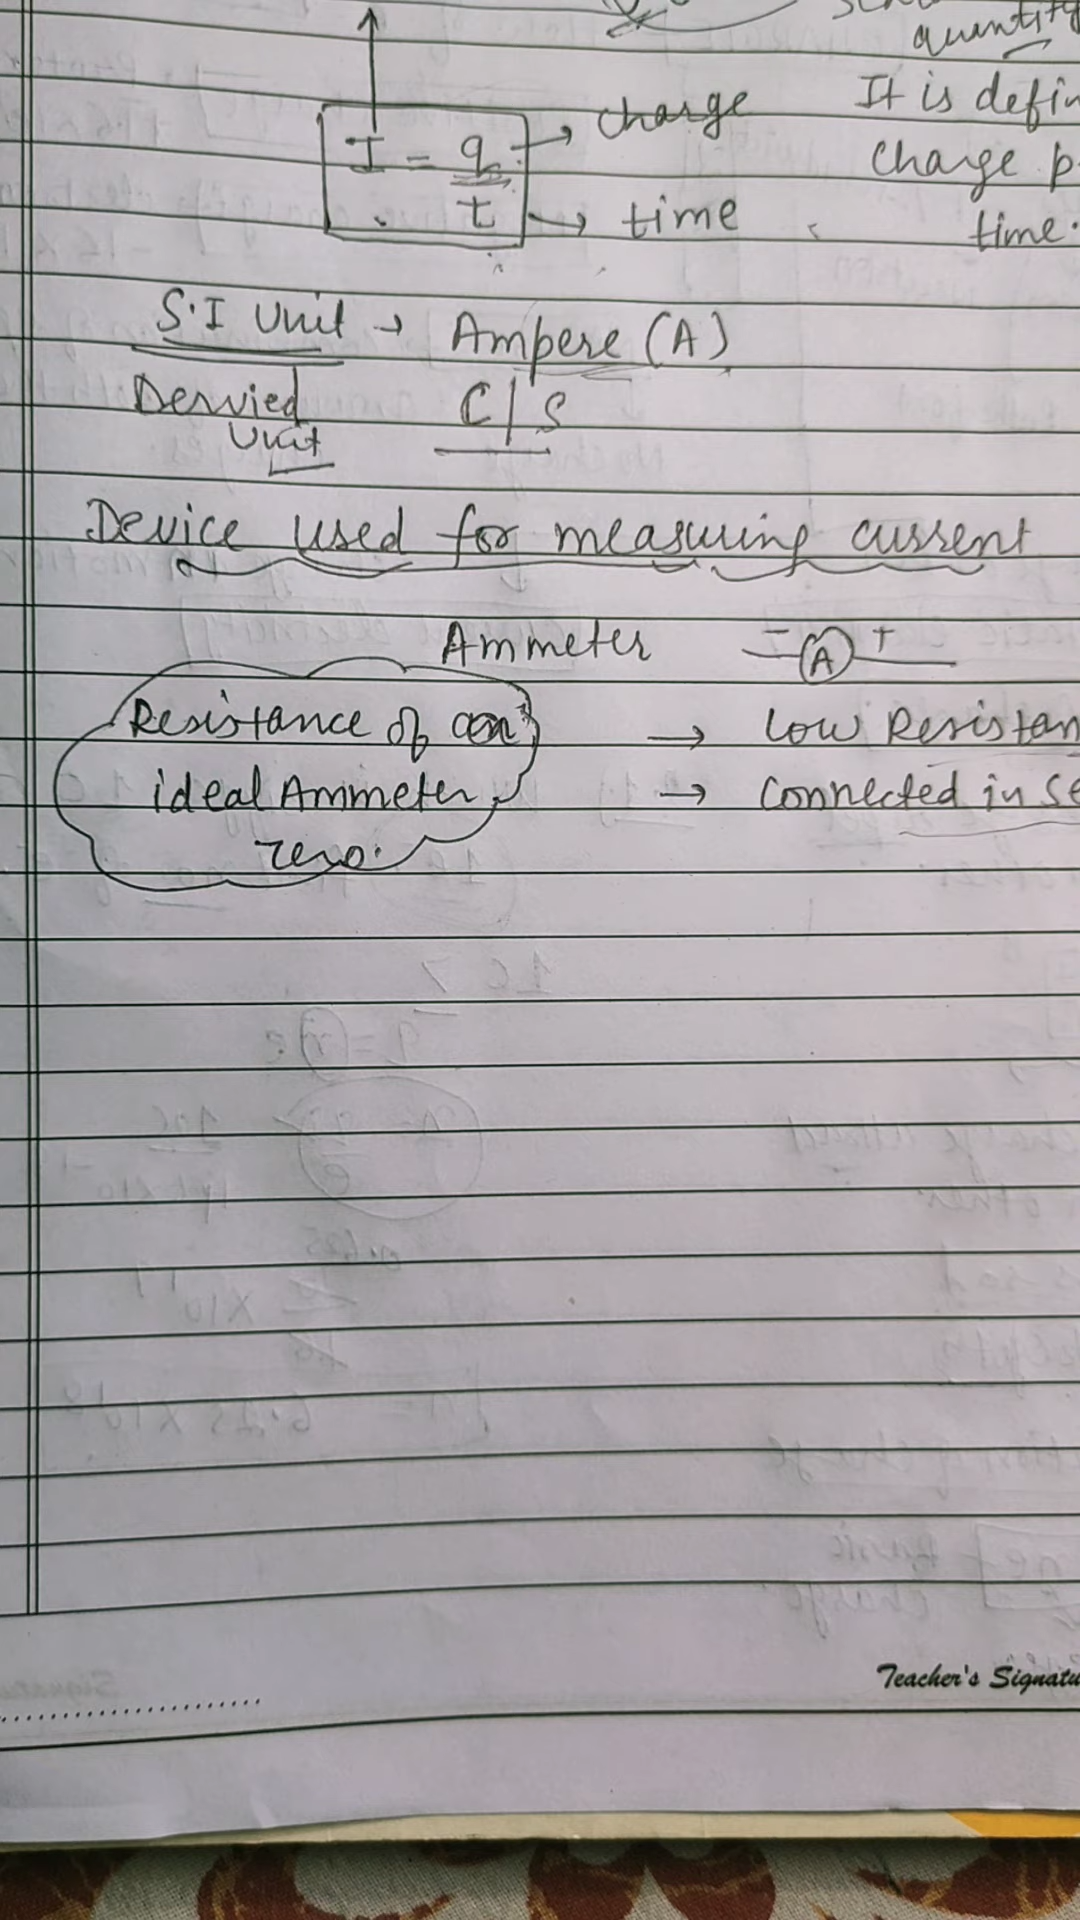 quantity
I = q/t → charge
→ time
It is defin
charge p
time.
S.I Unit → Ampere (A)
Dervied Unit C/S
Device used for measuring current
Ammeter − A +
Resistance of an ideal Ammeter zero.
→ Low Resistan
→ Connected in Se
Teacher's Signatu